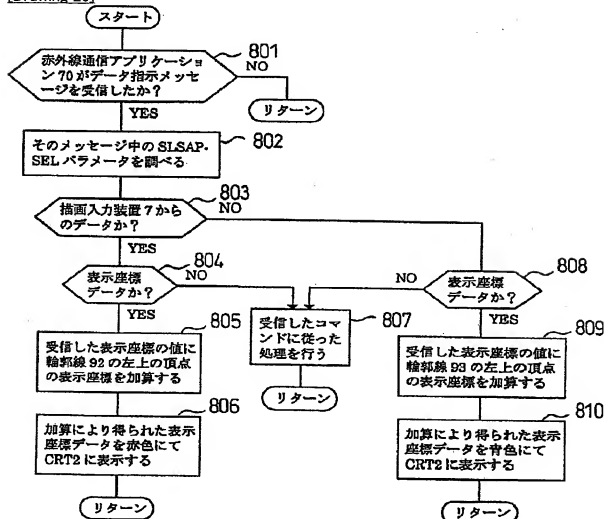 スタート
801
赤外線通信アプリケーショ
ン70がデータ指示メッセ
ージを受信したか？
NO
リターン
YES
802
そのメッセージ中のSLSAP-
SELパラメータを調べる
803
描画入力装置7から
のデータか？
NO
YES
804
表示座標
データか？
NO
YES
808
表示座標
データか？
NO
YES
805
受信した表示座標の値に
輪郭線92の左上の頂点
の表示座標を加算する
807
受信したコマ
ンドに従った
処理を行う
リターン
809
受信した表示座標の値に
輪郭線93の左上の頂点
の表示座標を加算する
806
加算により得られた表示
座標データを赤色にて
CRT2に表示する
リターン
810
加算により得られた表示
座標データを青色にて
CRT2に表示する
リターン